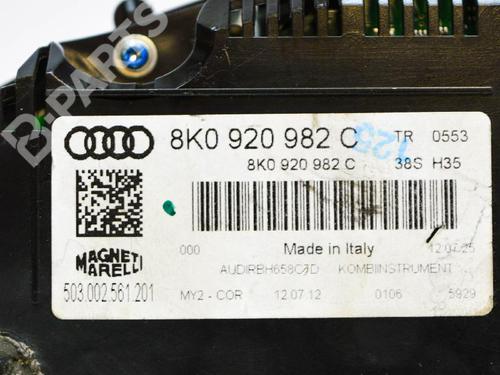 B-PARTS
8K0 920 982 C TR 0553
8K0 920 982 C 38S H35
000 Made in Italy 12.07.25
KOMBIINSTRUMENT
MAGNETI
MARELLI
503.002.561.201
MY2 - COR 12.07.12 0106 5929